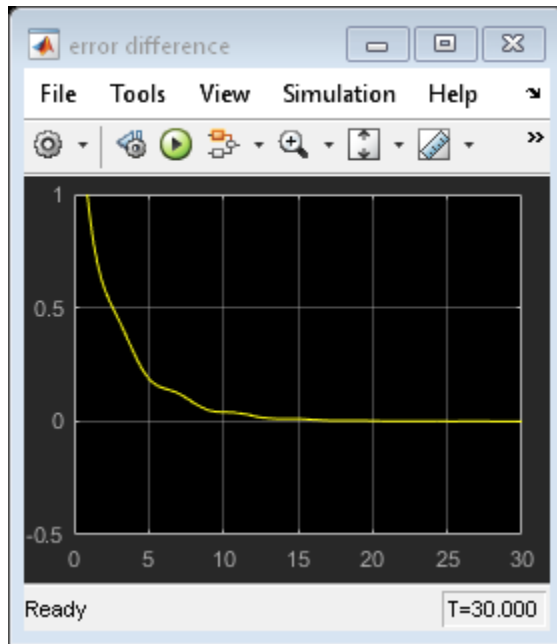 error difference
File Tools View Simulation Help
1
0.5
0
-0.5
0 5 10 15 20 25 30
Ready T=30.000